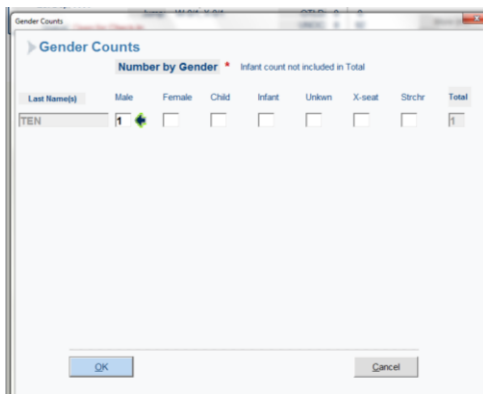 Gender Counts
Gender Counts
Number by Gender * Infant count not included in Total
Last Name(s) Male Female Child Infant Unkwn X-seat Strchr Total
TEN 1 1
OK Cancel